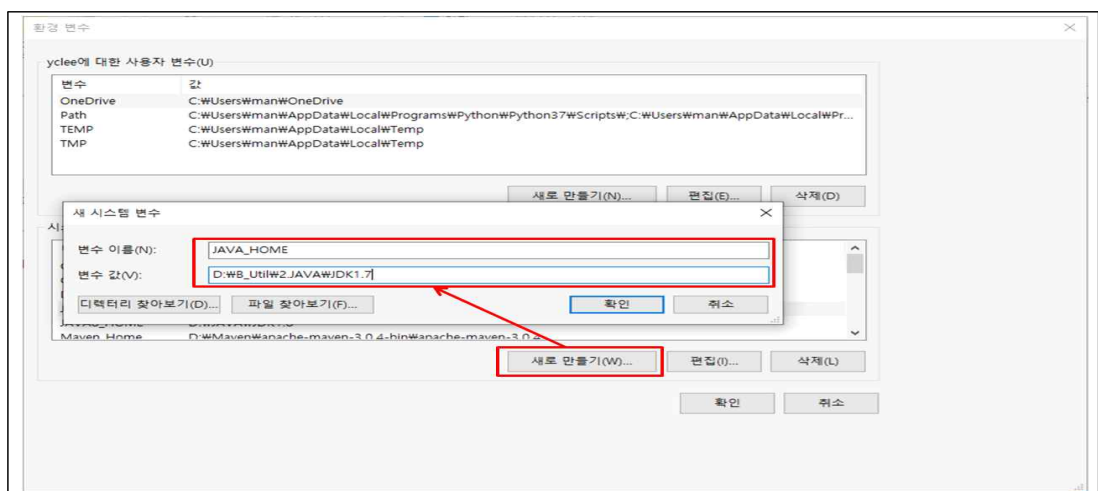 환경 변수
yclee에 대한 사용자 변수(U)
변수 값
OneDrive C:₩Users₩man₩OneDrive
Path C:₩Users₩man₩AppData₩Local₩Programs₩Python₩Python37₩Scripts₩;C:₩Users₩man₩AppData₩Local₩Pr...
TEMP C:₩Users₩man₩AppData₩Local₩Temp
TMP C:₩Users₩man₩AppData₩Local₩Temp
새로 만들기(N)... 편집(E)... 삭제(D)
새 시스템 변수
변수 이름(N): JAVA_HOME
변수 값(V): D:₩B_Util₩2.JAVA₩JDK1.7
디렉터리 찾아보기(D)... 파일 찾아보기(F)... 확인 취소
Maven_Home D:₩Maven₩apache-maven-3.0.4-bin₩apache-maven-3.0.4
새로 만들기(W)... 편집(I)... 삭제(L)
확인 취소